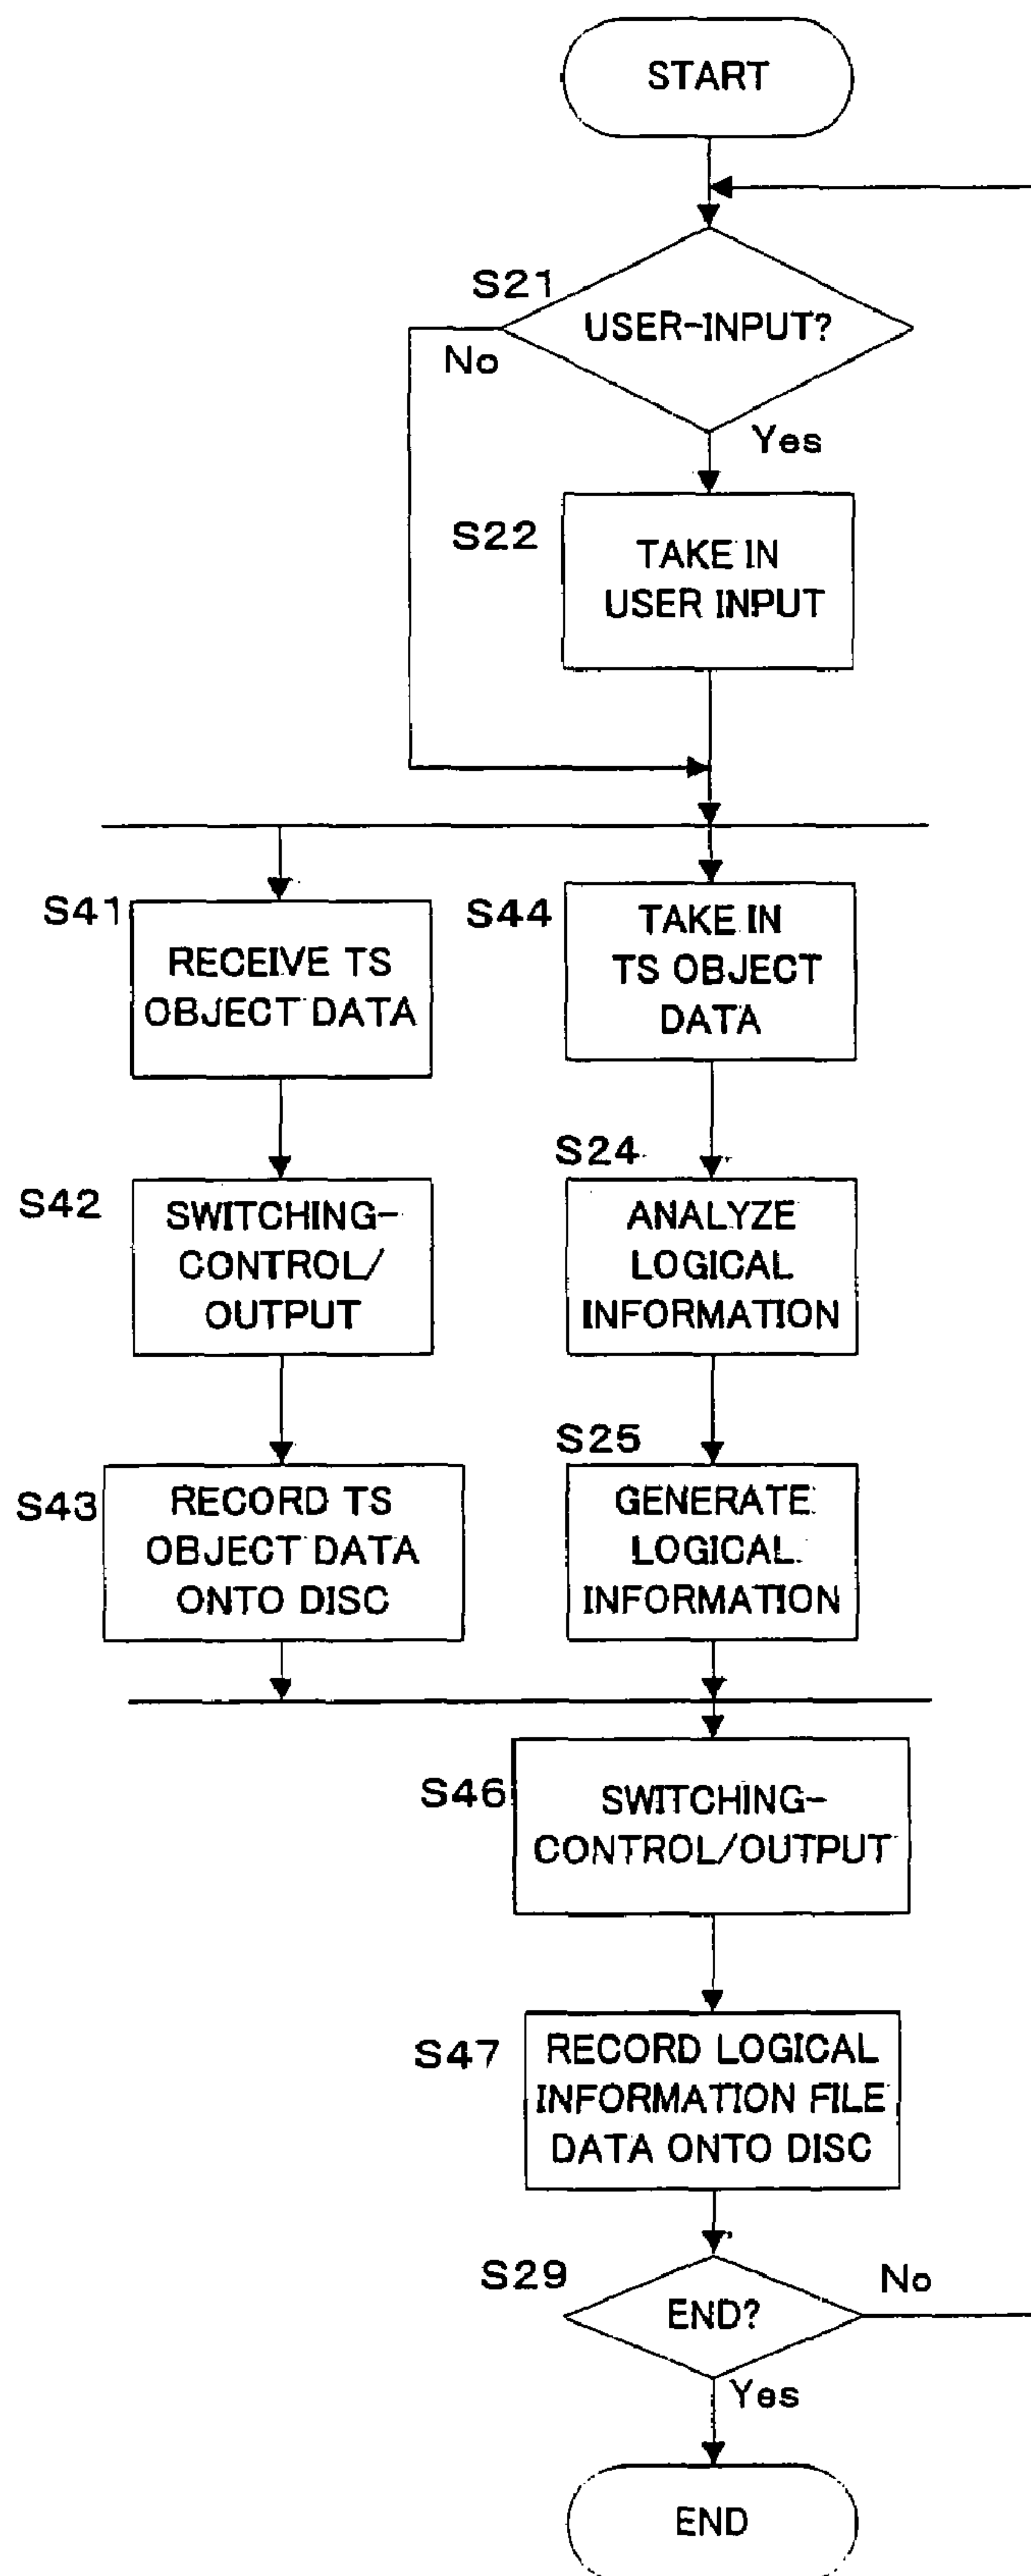 START
S21
USER-INPUT?
No
Yes
S22
TAKE IN
USER INPUT
S41
RECEIVE TS
OBJECT DATA
S44
TAKE IN
TS OBJECT
DATA
S42
SWITCHING-
CONTROL/
OUTPUT
S24
ANALYZE
LOGICAL
INFORMATION
S43
RECORD TS
OBJECT DATA
ONTO DISC
S25
GENERATE
LOGICAL
INFORMATION
S46
SWITCHING-
CONTROL/OUTPUT
S47
RECORD LOGICAL
INFORMATION FILE
DATA ONTO DISC
S29
END?
No
Yes
END